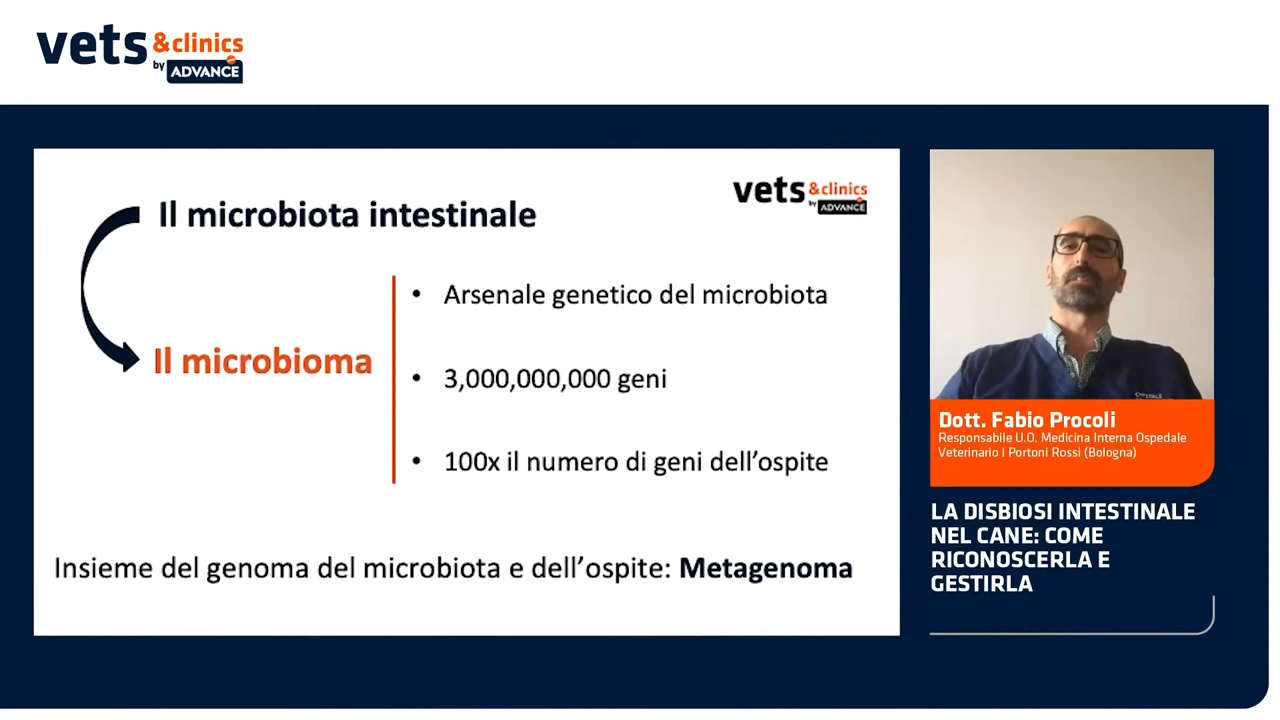 vets &clinics
by ADVANCE
vets &clinics
by ADVANCE
Il microbiota intestinale
Il microbioma
• Arsenale genetico del microbiota
• 3,000,000,000 geni
• 100x il numero di geni dell’ospite
Insieme del genoma del microbiota e dell’ospite: Metagenoma
OSPEDALE
Dott. Fabio Procoli
Responsabile U.O. Medicina Interna Ospedale
Veterinario I Portoni Rossi (Bologna)
LA DISBIOSI INTESTINALE
NEL CANE: COME
RICONOSCERLA E
GESTIRLA